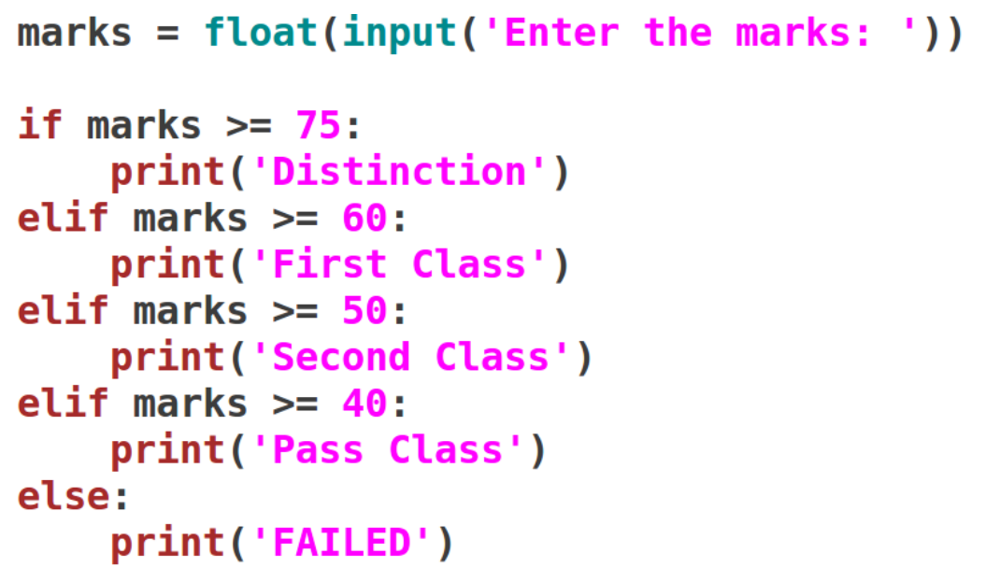 marks = float(input('Enter the marks: '))
if marks >= 75:
    print('Distinction')
elif marks >= 60:
    print('First Class')
elif marks >= 50:
    print('Second Class')
elif marks >= 40:
    print('Pass Class')
else:
    print('FAILED')